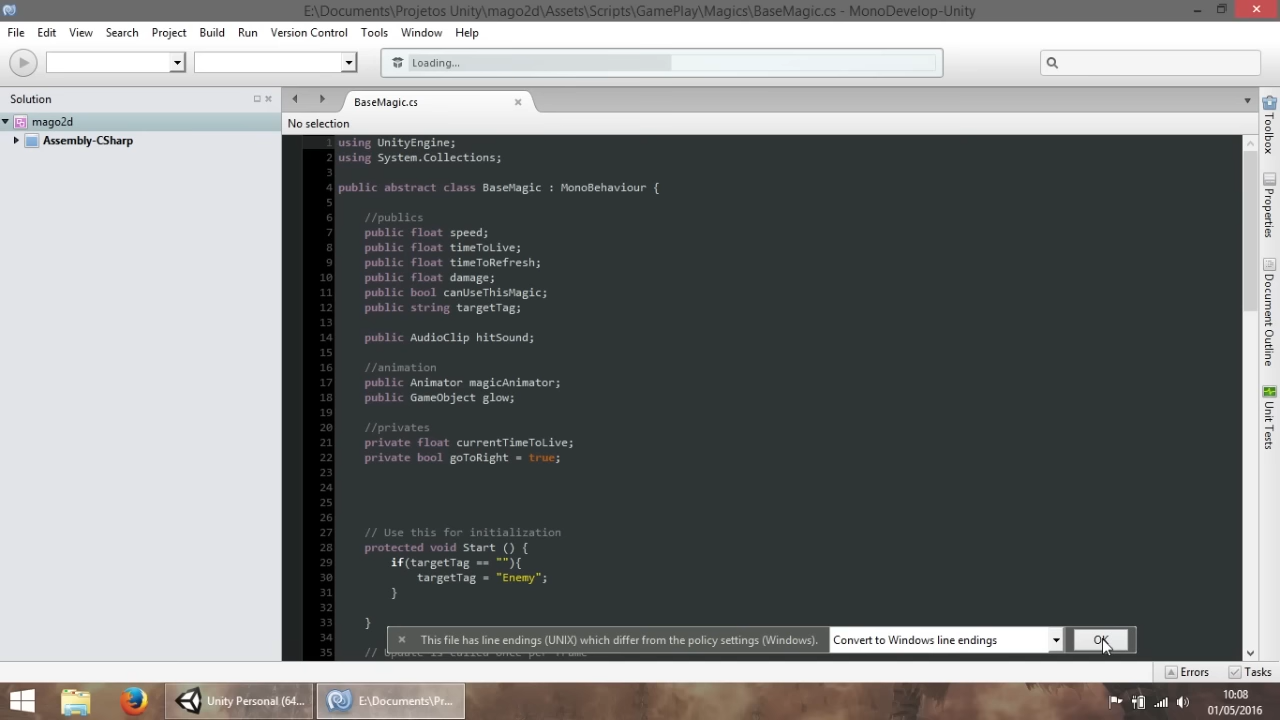 E:\Documents\Projetos Unity\mago2d\Assets\Scripts\GamePlay\Magics\BaseMagic.cs - MonoDevelop-Unity
File Edit View Search Project Build Run Version Control Tools Window Help
Loading...
Solution
BaseMagic.cs
mago2d
No selection
Assembly-CSharp
1 using UnityEngine;
2 using System.Collections;
3
4 public abstract class BaseMagic : MonoBehaviour {
5
6 //publics
7 public float speed;
8 public float timeToLive;
9 public float timeToRefresh;
10 public float damage;
11 public bool canUseThisMagic;
12 public string targetTag;
13
14 public AudioClip hitSound;
15
16 //animation
17 public Animator magicAnimator;
18 public GameObject glow;
19
20 //privates
21 private float currentTimeToLive;
22 private bool goToRight = true;
23
24
25
26
27 // Use this for initialization
28 protected void Start () {
29 if(targetTag == ""){
30 targetTag = "Enemy";
31 }
32
33 }
34
35 // Update is called once per frame
This file has line endings (UNIX) which differ from the policy settings (Windows). Convert to Windows line endings OK
Toolbox
Properties
Document Outline
Unit Tests
Errors Tasks
Unity Personal (64...
E:\Documents\Pr...
10:08
01/05/2016